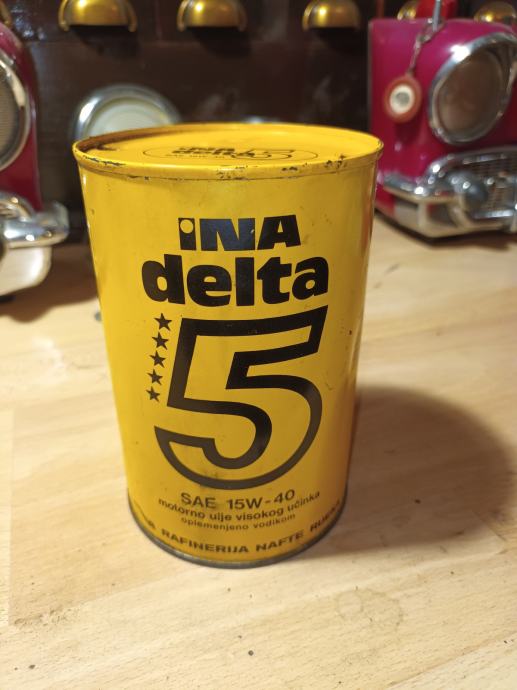 INA
delta
5
SAE 15W-40
motorno ulje visokog učinka
oplemenjeno vodikom
RAFINERIJA NAFTE